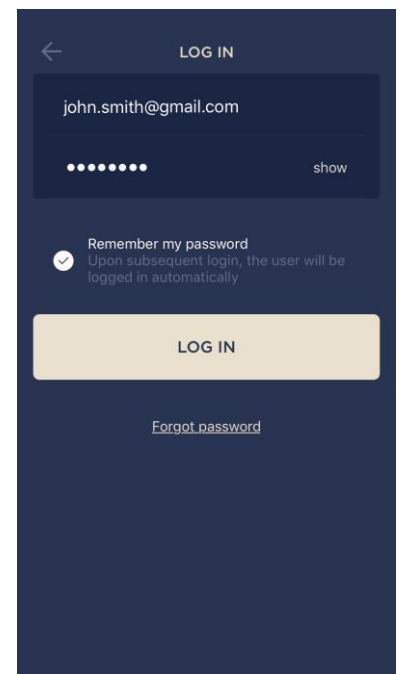 LOG IN
john.smith@gmail.com
•••••••• show
Remember my password
Upon subsequent login, the user will be
logged in automatically
LOG IN
Forgot password